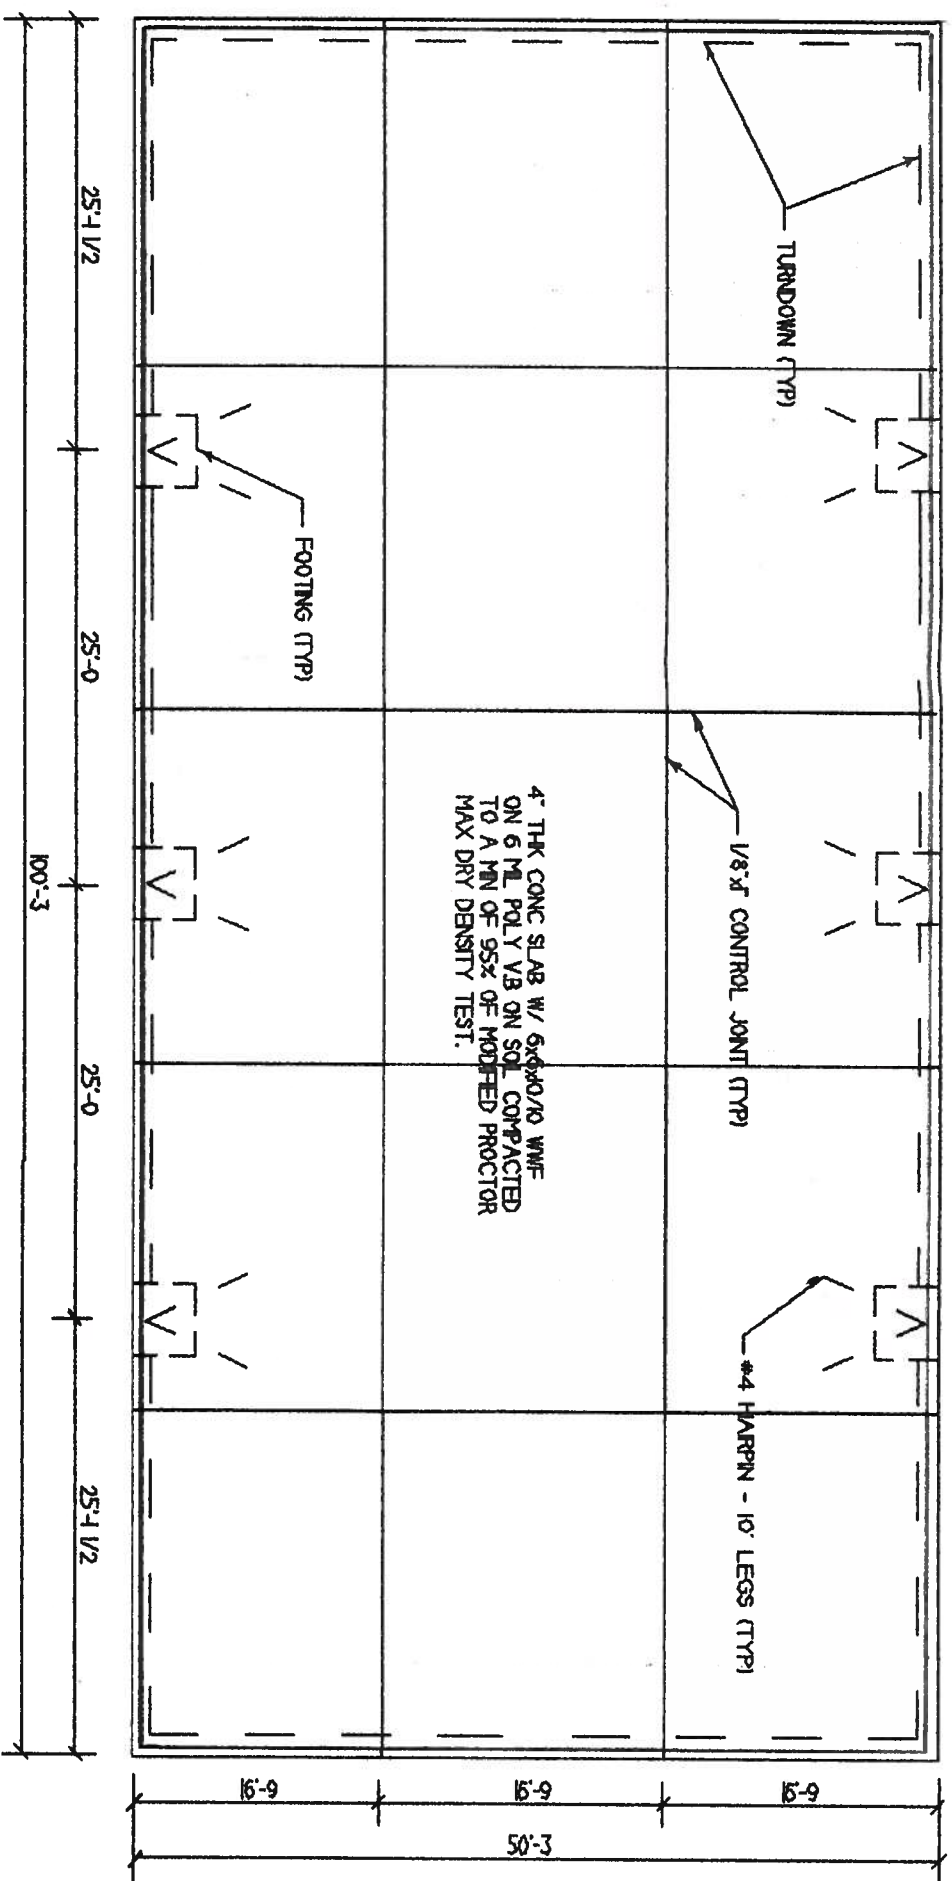 TURNDOWN (TYP)
1/8"x1" CONTROL JOINT (TYP)
#4 HAIRPIN - 10' LEGS (TYP)
4" THK CONC SLAB W/ 6x6x10/10 WWF
ON 6 MIL POLY V.B ON SOIL COMPACTED
TO A MIN OF 95% OF MODIFIED PROCTOR
MAX DRY DENSITY TEST.
FOOTING (TYP)
25'-1 1/2
25'-0
25'-0
25'-1 1/2
100'-3
16'-9
16'-9
16'-9
50'-3